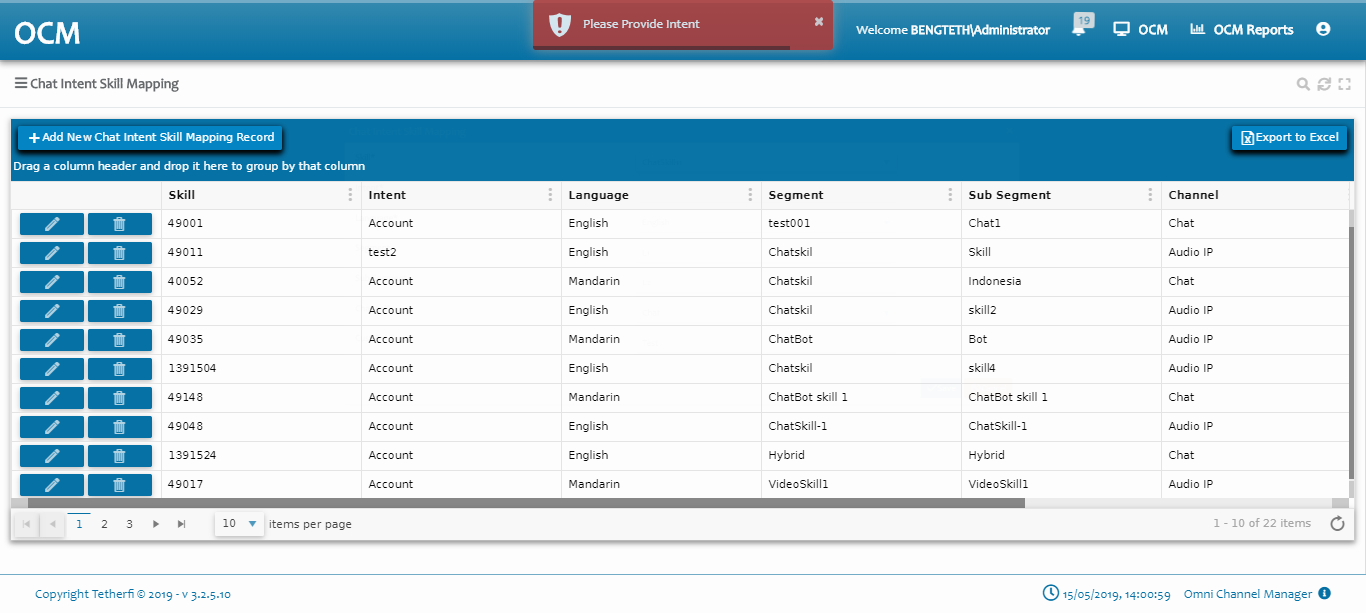 OCM
Please Provide Intent
Welcome BENGTETH\Administrator
19
OCM
OCM Reports
Chat Intent Skill Mapping
Add New Chat Intent Skill Mapping Record
Export to Excel
Drag a column header and drop it here to group by that column
Skill Intent Language Segment Sub Segment Channel
49001 Account English test001 Chat1 Chat
49011 test2 English Chatskil Skill Audio IP
40052 Account Mandarin Chatskil Indonesia Chat
49029 Account English Chatskil skill2 Audio IP
49035 Account Mandarin ChatBot Bot Audio IP
1391504 Account English Chatskil skill4 Audio IP
49148 Account Mandarin ChatBot skill 1 ChatBot skill 1 Chat
49048 Account English ChatSkill-1 ChatSkill-1 Audio IP
1391524 Account English Hybrid Hybrid Chat
49017 Account Mandarin VideoSkill1 VideoSkill1 Audio IP
1 2 3 10 items per page 1 - 10 of 22 items
Copyright Tetherfi © 2019 - v 3.2.5.10 15/05/2019, 14:00:59 Omni Channel Manager